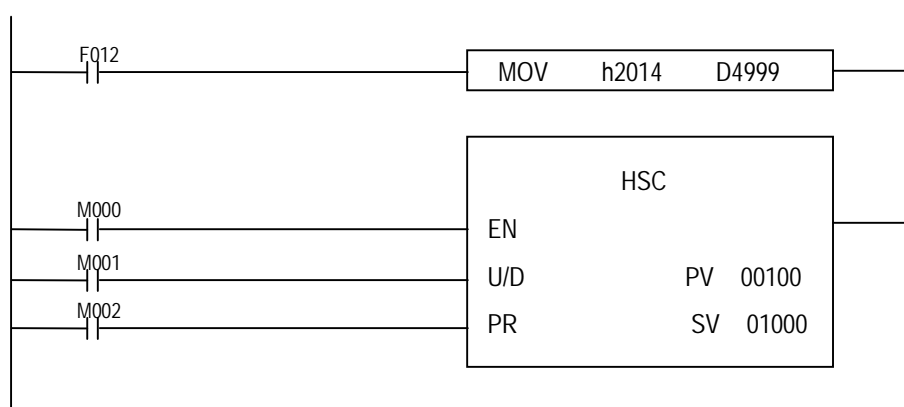 F012
MOV h2014 D4999
HSC
M000
EN
M001
U/D PV 00100
M002
PR SV 01000